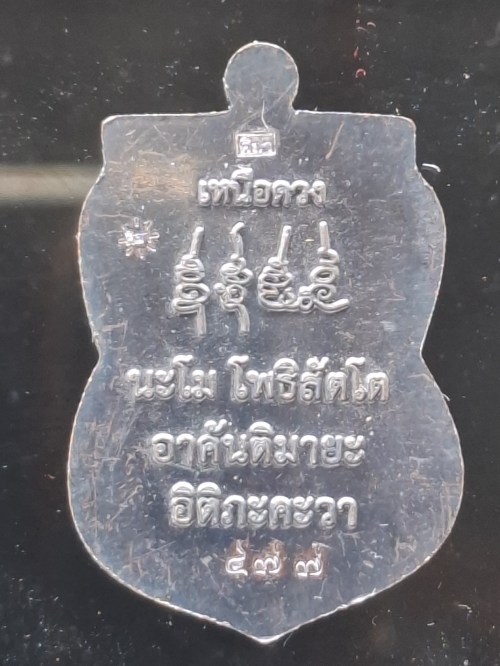 เหนือดวง
นะโม โพธิสัตโต
อาคันติมายะ
อิติภะคะวา
๔๗๗